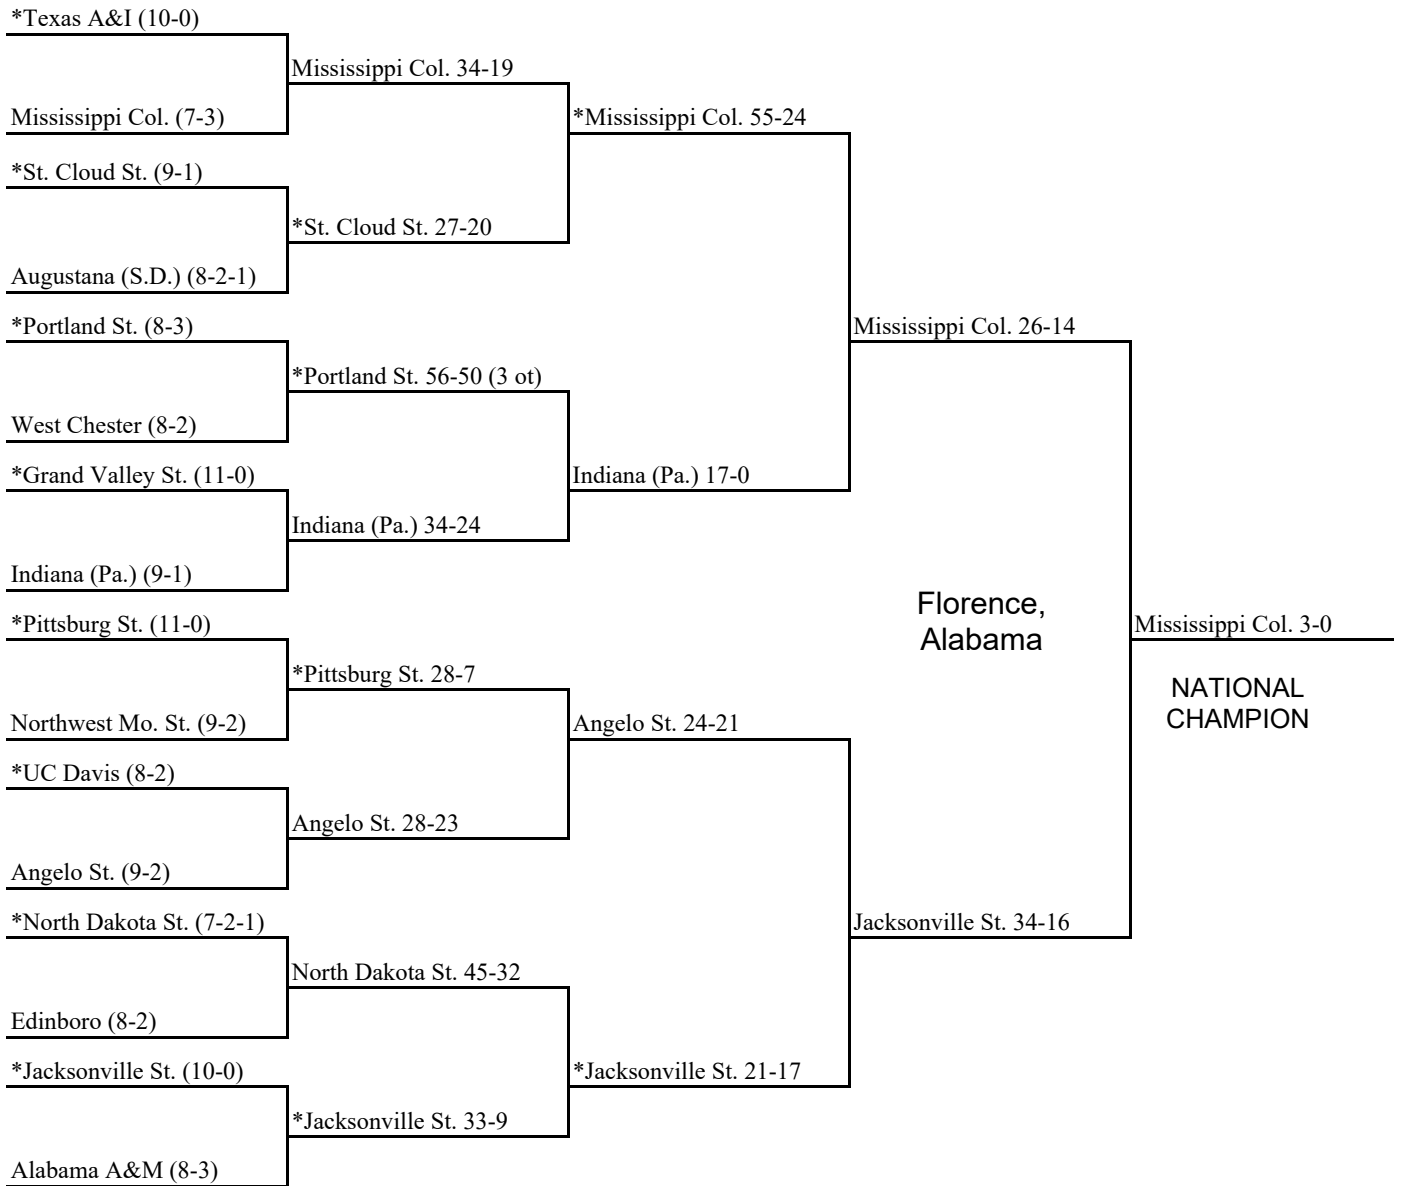 *Texas A&I (10-0)
Mississippi Col. 34-19
Mississippi Col. (7-3)
*Mississippi Col. 55-24
*St. Cloud St. (9-1)
*St. Cloud St. 27-20
Augustana (S.D.) (8-2-1)
*Portland St. (8-3)
Mississippi Col. 26-14
*Portland St. 56-50 (3 ot)
West Chester (8-2)
*Grand Valley St. (11-0)
Indiana (Pa.) 17-0
Indiana (Pa.) 34-24
Indiana (Pa.) (9-1)
Florence,
Alabama
*Pittsburg St. (11-0)
Mississippi Col. 3-0
*Pittsburg St. 28-7
NATIONAL
CHAMPION
Northwest Mo. St. (9-2)
Angelo St. 24-21
*UC Davis (8-2)
Angelo St. 28-23
Angelo St. (9-2)
*North Dakota St. (7-2-1)
Jacksonville St. 34-16
North Dakota St. 45-32
Edinboro (8-2)
*Jacksonville St. (10-0)
*Jacksonville St. 21-17
*Jacksonville St. 33-9
Alabama A&M (8-3)